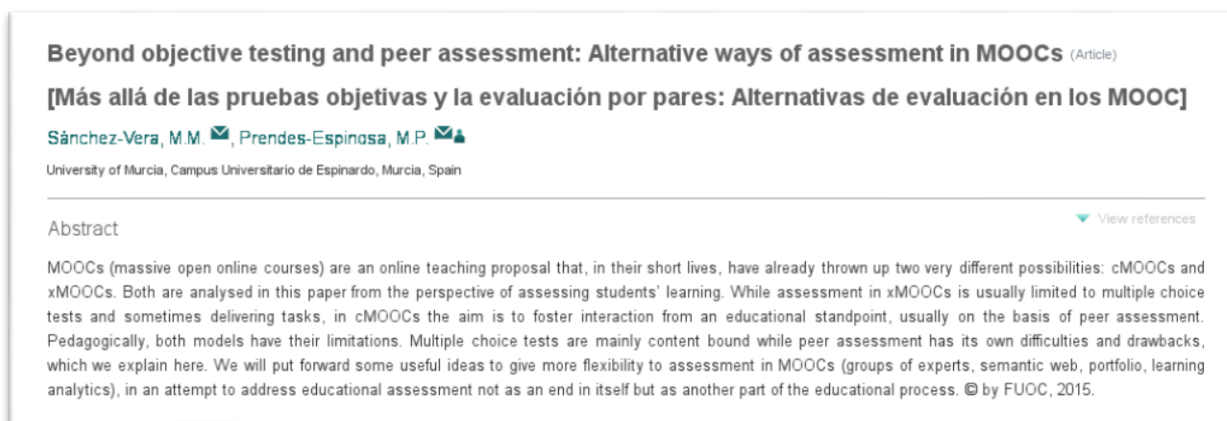 Beyond objective testing and peer assessment: Alternative ways of assessment in MOOCs (Article)
[Más allá de las pruebas objetivas y la evaluación por pares: Alternativas de evaluación en los MOOC]
Sánchez-Vera, M.M. , Prendes-Espinosa, M.P.
University of Murcia, Campus Universitario de Espinardo, Murcia, Spain
View references
Abstract
MOOCs (massive open online courses) are an online teaching proposal that, in their short lives, have already thrown up two very different possibilities: cMOOCs and
xMOOCs. Both are analysed in this paper from the perspective of assessing students' learning. While assessment in xMOOCs is usually limited to multiple choice
tests and sometimes delivering tasks, in cMOOCs the aim is to foster interaction from an educational standpoint, usually on the basis of peer assessment.
Pedagogically, both models have their limitations. Multiple choice tests are mainly content bound while peer assessment has its own difficulties and drawbacks,
which we explain here. We will put forward some useful ideas to give more flexibility to assessment in MOOCs (groups of experts, semantic web, portfolio, learning
analytics), in an attempt to address educational assessment not as an end in itself but as another part of the educational process. © by FUOC, 2015.